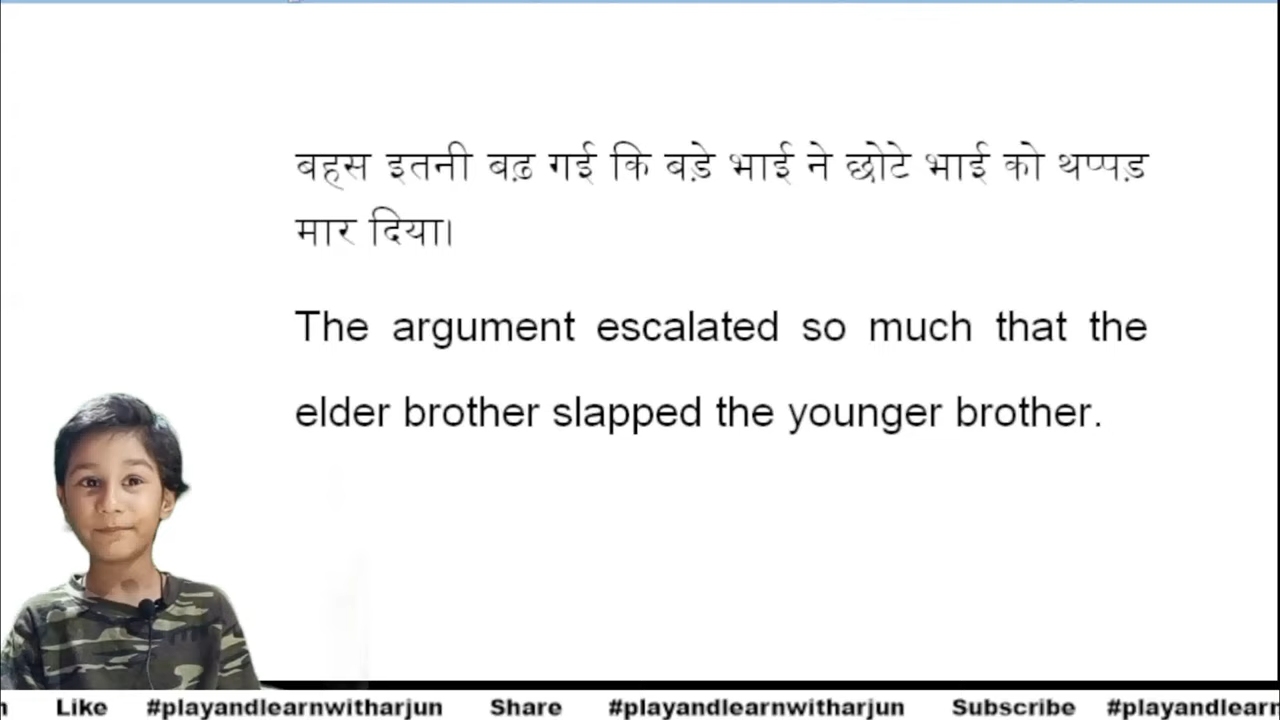 बहस इतनी बढ़ गई कि बड़े भाई ने छोटे भाई को थप्पड़
मार दिया।
The argument escalated so much that the
elder brother slapped the younger brother.
Like #playandlearnwitharjun Share #playandlearnwitharjun Subscribe #playandlearn